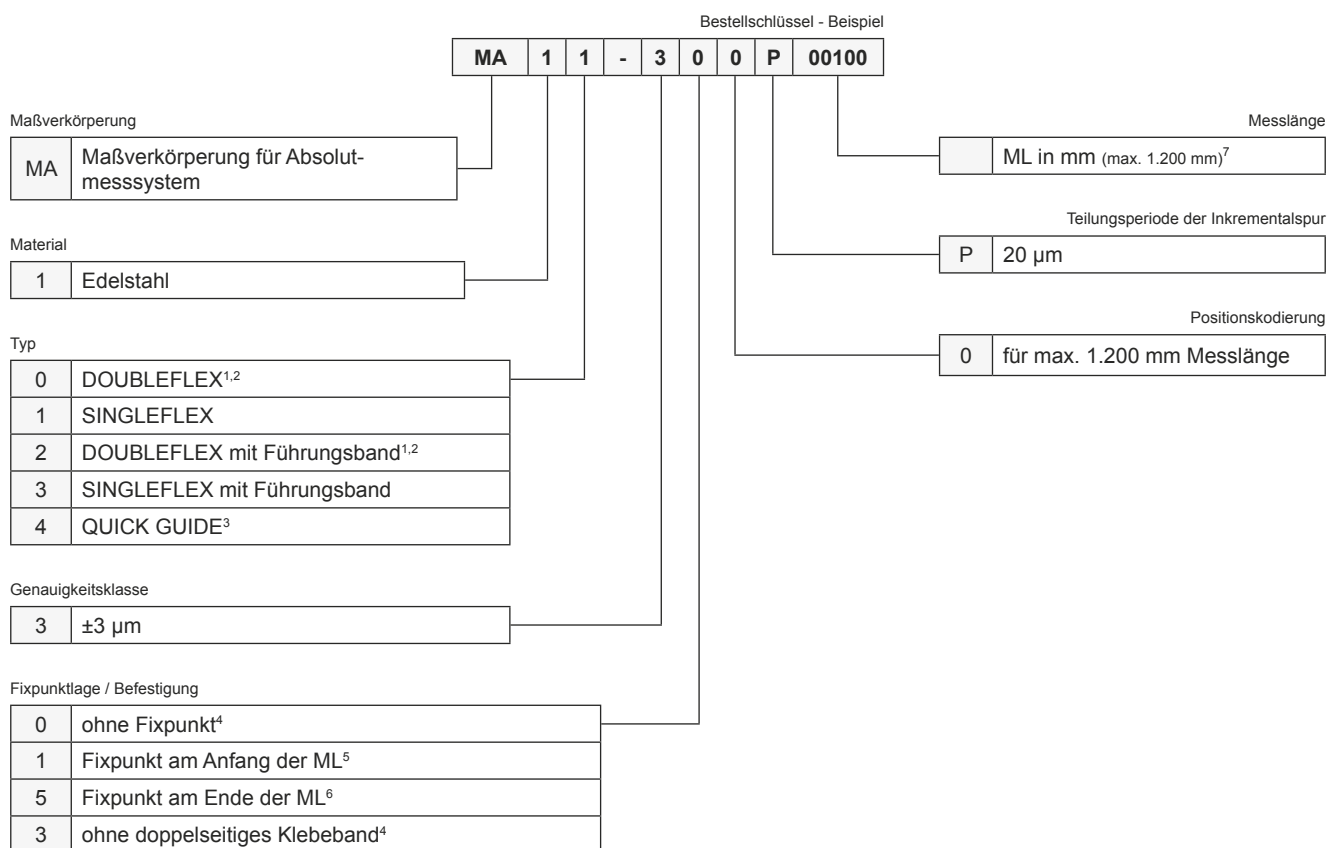 Bestellschlüssel - Beispiel
MA 1 1 - 3 0 0 P 00100
Maßverkörperung
MA Maßverkörperung für Absolut-
messsystem
Material
1 Edelstahl
Typ
0 DOUBLEFLEX1,2
1 SINGLEFLEX
2 DOUBLEFLEX mit Führungsband1,2
3 SINGLEFLEX mit Führungsband
4 QUICK GUIDE3
Genauigkeitsklasse
3 ±3 µm
Fixpunktlage / Befestigung
0 ohne Fixpunkt4
1 Fixpunkt am Anfang der ML5
5 Fixpunkt am Ende der ML6
3 ohne doppelseitiges Klebeband4
Messlänge
ML in mm (max. 1.200 mm)7
Teilungsperiode der Inkrementalspur
P 20 µm
Positionskodierung
0 für max. 1.200 mm Messlänge